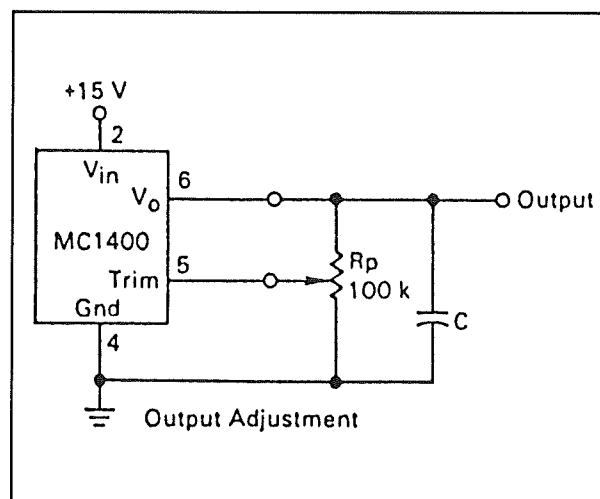 +15 V
2
Vin
6
Vo
Output
MC1400
Trim
5
Rp
100 k
Gnd
C
4
Output Adjustment